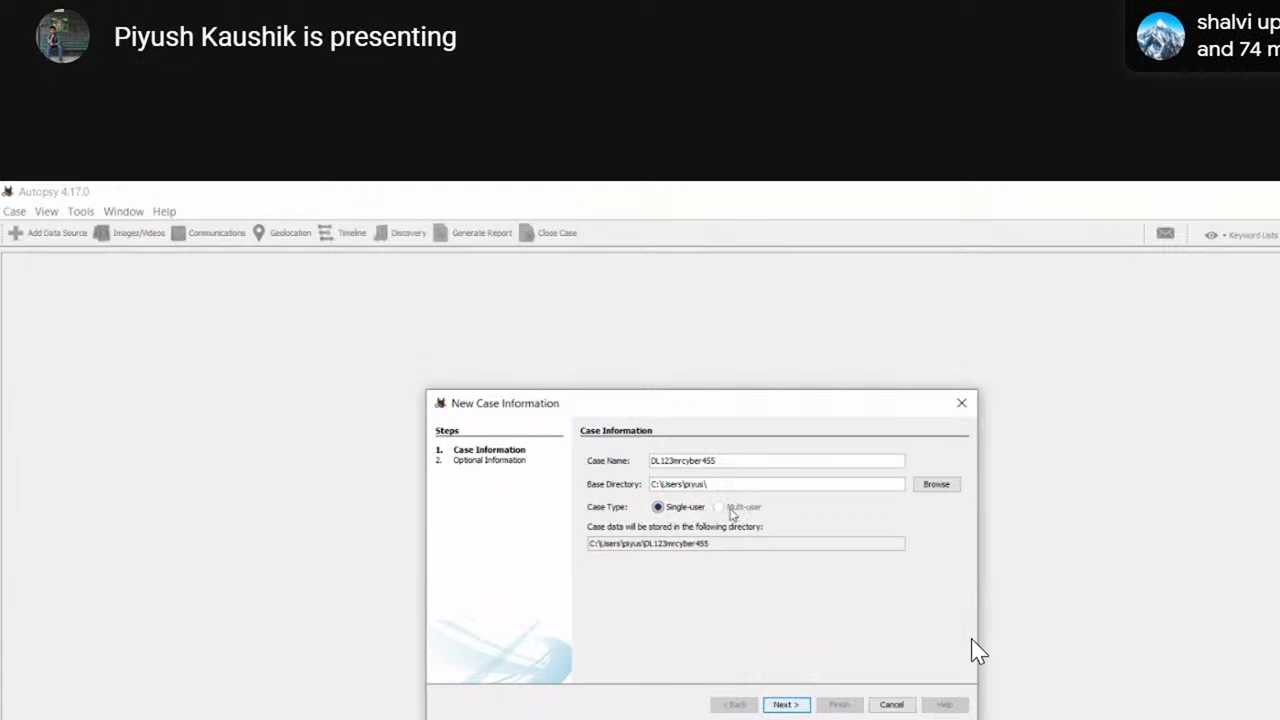 Piyush Kaushik is presenting
shalvi up
and 74 m
Autopsy 4.17.0
Case View Tools Window Help
Add Data Source Images/Videos Communications Geolocation Timeline Discovery Generate Report Close Case Keyword Lists
New Case Information
Steps
1. Case Information
2. Optional Information
Case Information
Case Name: DL123mrcyber455
Base Directory: C:\Users\piyus\ Browse
Case Type: Single-user Multi-user
Case data will be stored in the following directory:
C:\Users\piyus\DL123mrcyber455
< Back Next > Finish Cancel Help